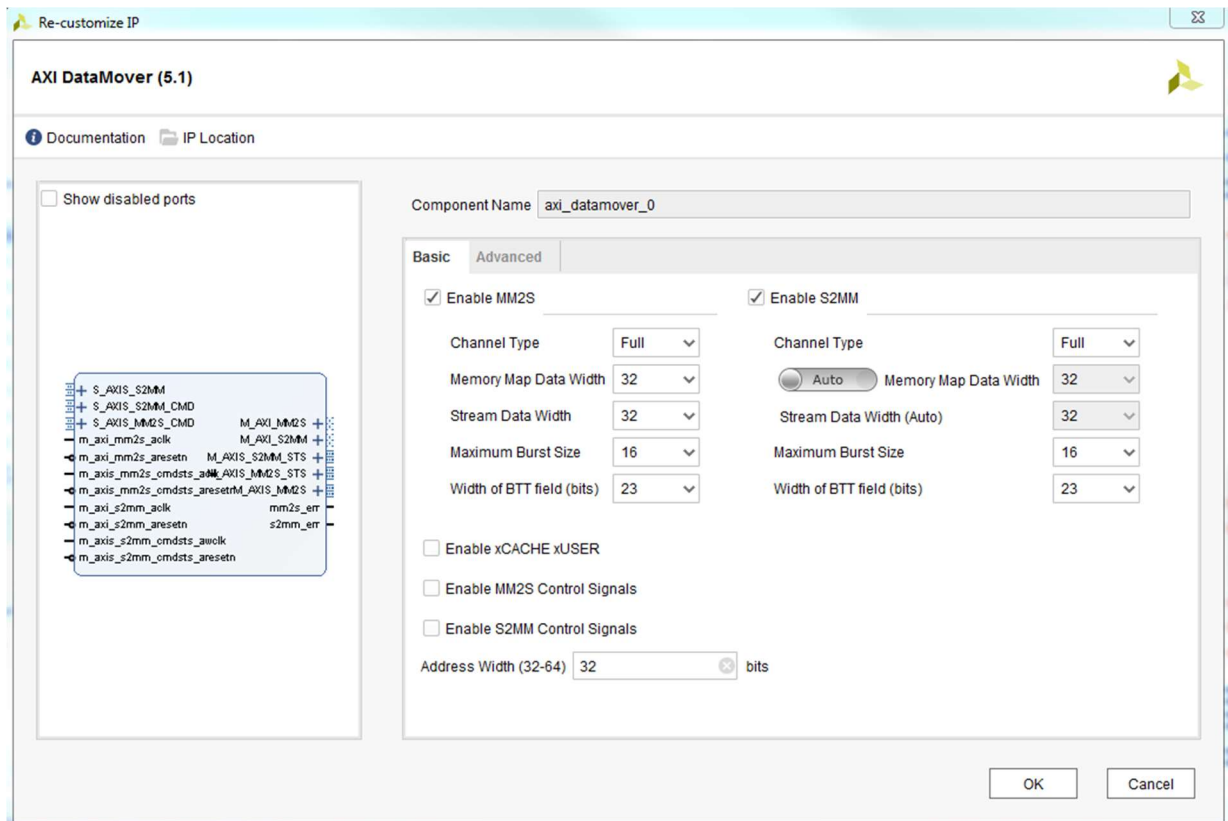 Re-customize IP
AXI DataMover (5.1)
Documentation IP Location
Show disabled ports
S_AXIS_S2MM
S_AXIS_S2MM_CMD
S_AXIS_MM2S_CMD
m_axi_mm2s_aclk
m_axi_mm2s_aresetn
m_axis_mm2s_cmdsts_aresetn
m_axi_s2mm_aclk
m_axi_s2mm_aresetn
m_axis_s2mm_cmdsts_awclk
m_axis_s2mm_cmdsts_aresetn
M_AXI_MM2S
M_AXI_S2MM
M_AXIS_S2MM_STS
M_AXIS_MM2S_STS
M_AXIS_MM2S
mm2s_err
s2mm_err
Component Name axi_datamover_0
Basic Advanced
Enable MM2S
Channel Type Full
Memory Map Data Width 32
Stream Data Width 32
Maximum Burst Size 16
Width of BTT field (bits) 23
Enable S2MM
Channel Type Full
Auto Memory Map Data Width 32
Stream Data Width (Auto) 32
Maximum Burst Size 16
Width of BTT field (bits) 23
Enable xCACHE xUSER
Enable MM2S Control Signals
Enable S2MM Control Signals
Address Width (32-64) 32 bits
OK Cancel